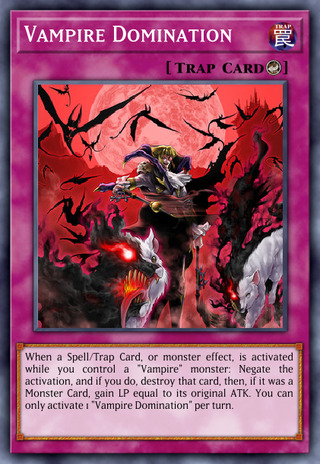 Vampire Domination
TRAP
罠
[Trap Card]
When a Spell/Trap Card, or monster effect, is activated
while you control a "Vampire" monster: Negate the
activation, and if you do, destroy that card, then, if it was a
Monster Card, gain LP equal to its original ATK. You can
only activate 1 "Vampire Domination" per turn.